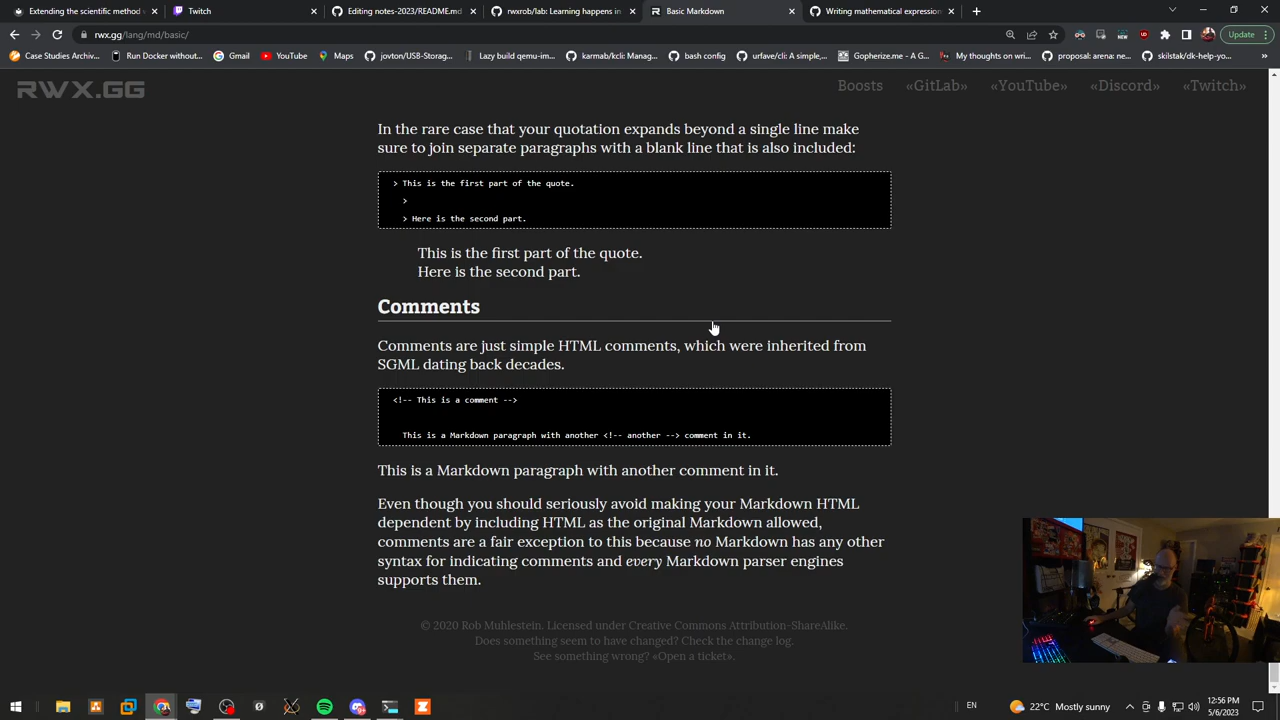 Extending the scientific method v
Twitch
Editing notes-2023/README.md
rwxrob/lab: Learning happens in
Basic Markdown
Writing mathematical expression
rwx.gg/lang/md/basic/
Update
Case Studies Archiv...
Run Docker without...
Gmail
YouTube
Maps
jovton/USB-Storag...
Lazy build qemu-im...
karmab/kcli: Manag...
bash config
urfave/cli: A simple,...
Gopherize.me - A G...
My thoughts on wri...
proposal: arena: ne...
skilstak/dk-help-yo...
RWX.GG
Boosts «GitLab» «YouTube» «Discord» «Twitch»
In the rare case that your quotation expands beyond a single line make
sure to join separate paragraphs with a blank line that is also included:
> This is the first part of the quote.
>
> Here is the second part.
This is the first part of the quote.
Here is the second part.
Comments
Comments are just simple HTML comments, which were inherited from
SGML dating back decades.
<!-- This is a comment -->
This is a Markdown paragraph with another <!-- another --> comment in it.
This is a Markdown paragraph with another comment in it.
Even though you should seriously avoid making your Markdown HTML
dependent by including HTML as the original Markdown allowed,
comments are a fair exception to this because no Markdown has any other
syntax for indicating comments and every Markdown parser engines
supports them.
© 2020 Rob Muhlestein. Licensed under Creative Commons Attribution-ShareAlike.
Does something seem to have changed? Check the change log.
See something wrong? «Open a ticket».
EN
22°C Mostly sunny
12:56 PM
5/6/2023